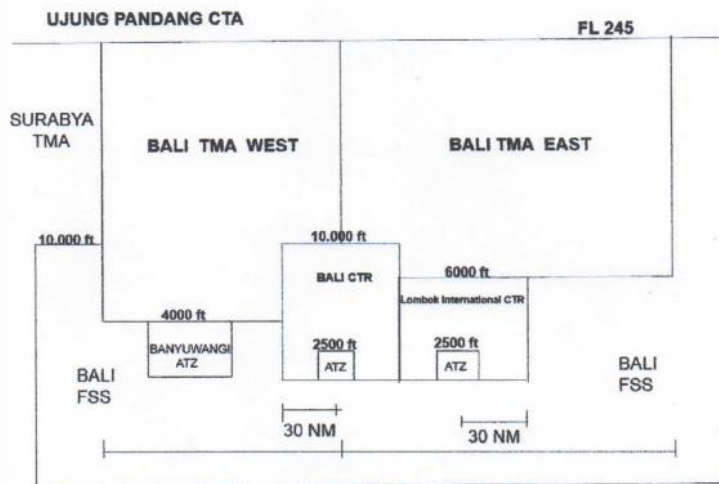 UJUNG PANDANG CTA
FL 245
SURABYA
TMA
BALI TMA WEST
BALI TMA EAST
10.000 ft
10.000 ft
BALI CTR
6000 ft
Lombok International CTR
4000 ft
BANYUWANGI
ATZ
2500 ft
ATZ
2500 ft
ATZ
BALI
FSS
BALI
FSS
30 NM
30 NM